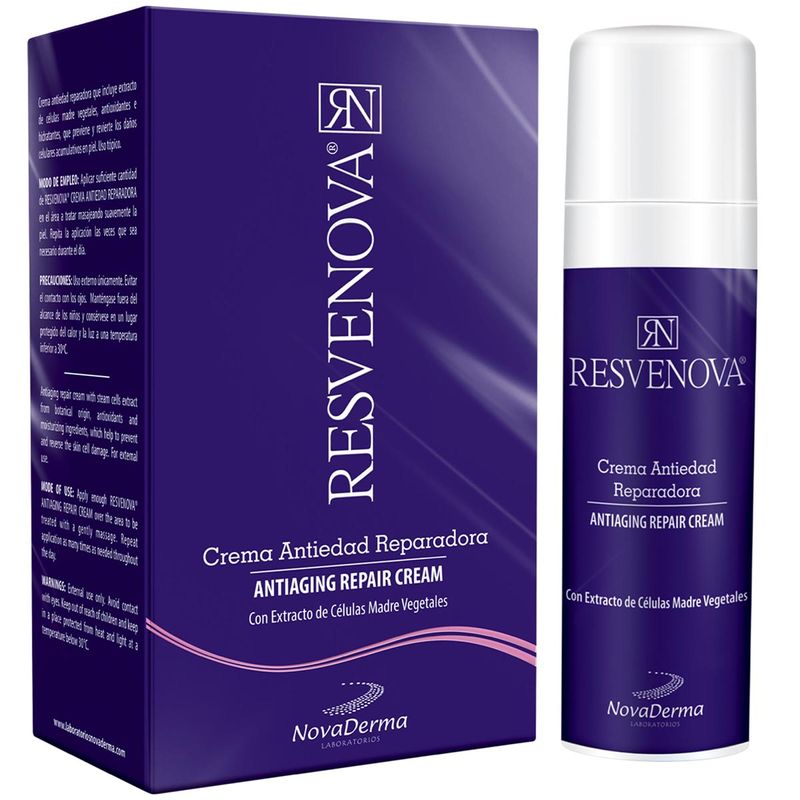 Crema antiedad reparadora que incluye extracto
de células madre vegetales, antioxidantes e
hidratantes, que previene y revierte los daños
celulares acumulativos en piel. Uso tópico.
MODO DE EMPLEO: Aplicar suficiente cantidad
de RESVENOVA® CREMA ANTIEDAD REPARADORA
en el área a tratar masajeando suavemente la
piel. Repita la aplicación las veces que sea
necesario durante el día.
PRECAUCIONES: Uso externo únicamente. Evitar
el contacto con los ojos. Manténgase fuera del
alcance de los niños y consérvese en un lugar
protegido del calor y la luz a una temperatura
inferior a 30°C.
Antiaging repair cream with steam cells extract
from botanical origin, antioxidants and
moisturizing ingredients, which help to prevent
and reverse the skin cell damage. For external
use.
MODE OF USE: Apply enough RESVENOVA®
ANTIAGING REPAIR CREAM over the area to be
treated with a gently massage. Repeat
application as many times as needed throughout
the day.
WARNINGS: External use only. Avoid contact
with eyes. Keep out of reach of children and keep
in a place protected from heat and light at a
temperature below 30°C.
www.laboratoriosnovaderma.com
RN
RESVENOVA®
Crema Antiedad Reparadora
ANTIAGING REPAIR CREAM
Con Extracto de Células Madre Vegetales
NovaDerma
LABORATORIOS
RN
RESVENOVA®
Crema Antiedad
Reparadora
ANTIAGING REPAIR CREAM
Con Extracto de Células Madre Vegetales
NovaDerma
LABORATORIOS